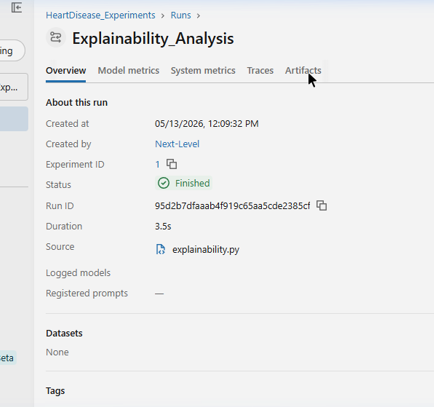 HeartDisease_Experiments › Runs ›
ing
Explainability_Analysis
Overview Model metrics System metrics Traces Artifacts
xp...
About this run
Created at 05/13/2026, 12:09:32 PM
Created by Next-Level
Experiment ID 1
Status Finished
Run ID 95d2b7dfaaab4f919c65aa5cde2385cf
Duration 3.5s
Source explainability.py
Logged models
Registered prompts —
Datasets
None
eta
Tags